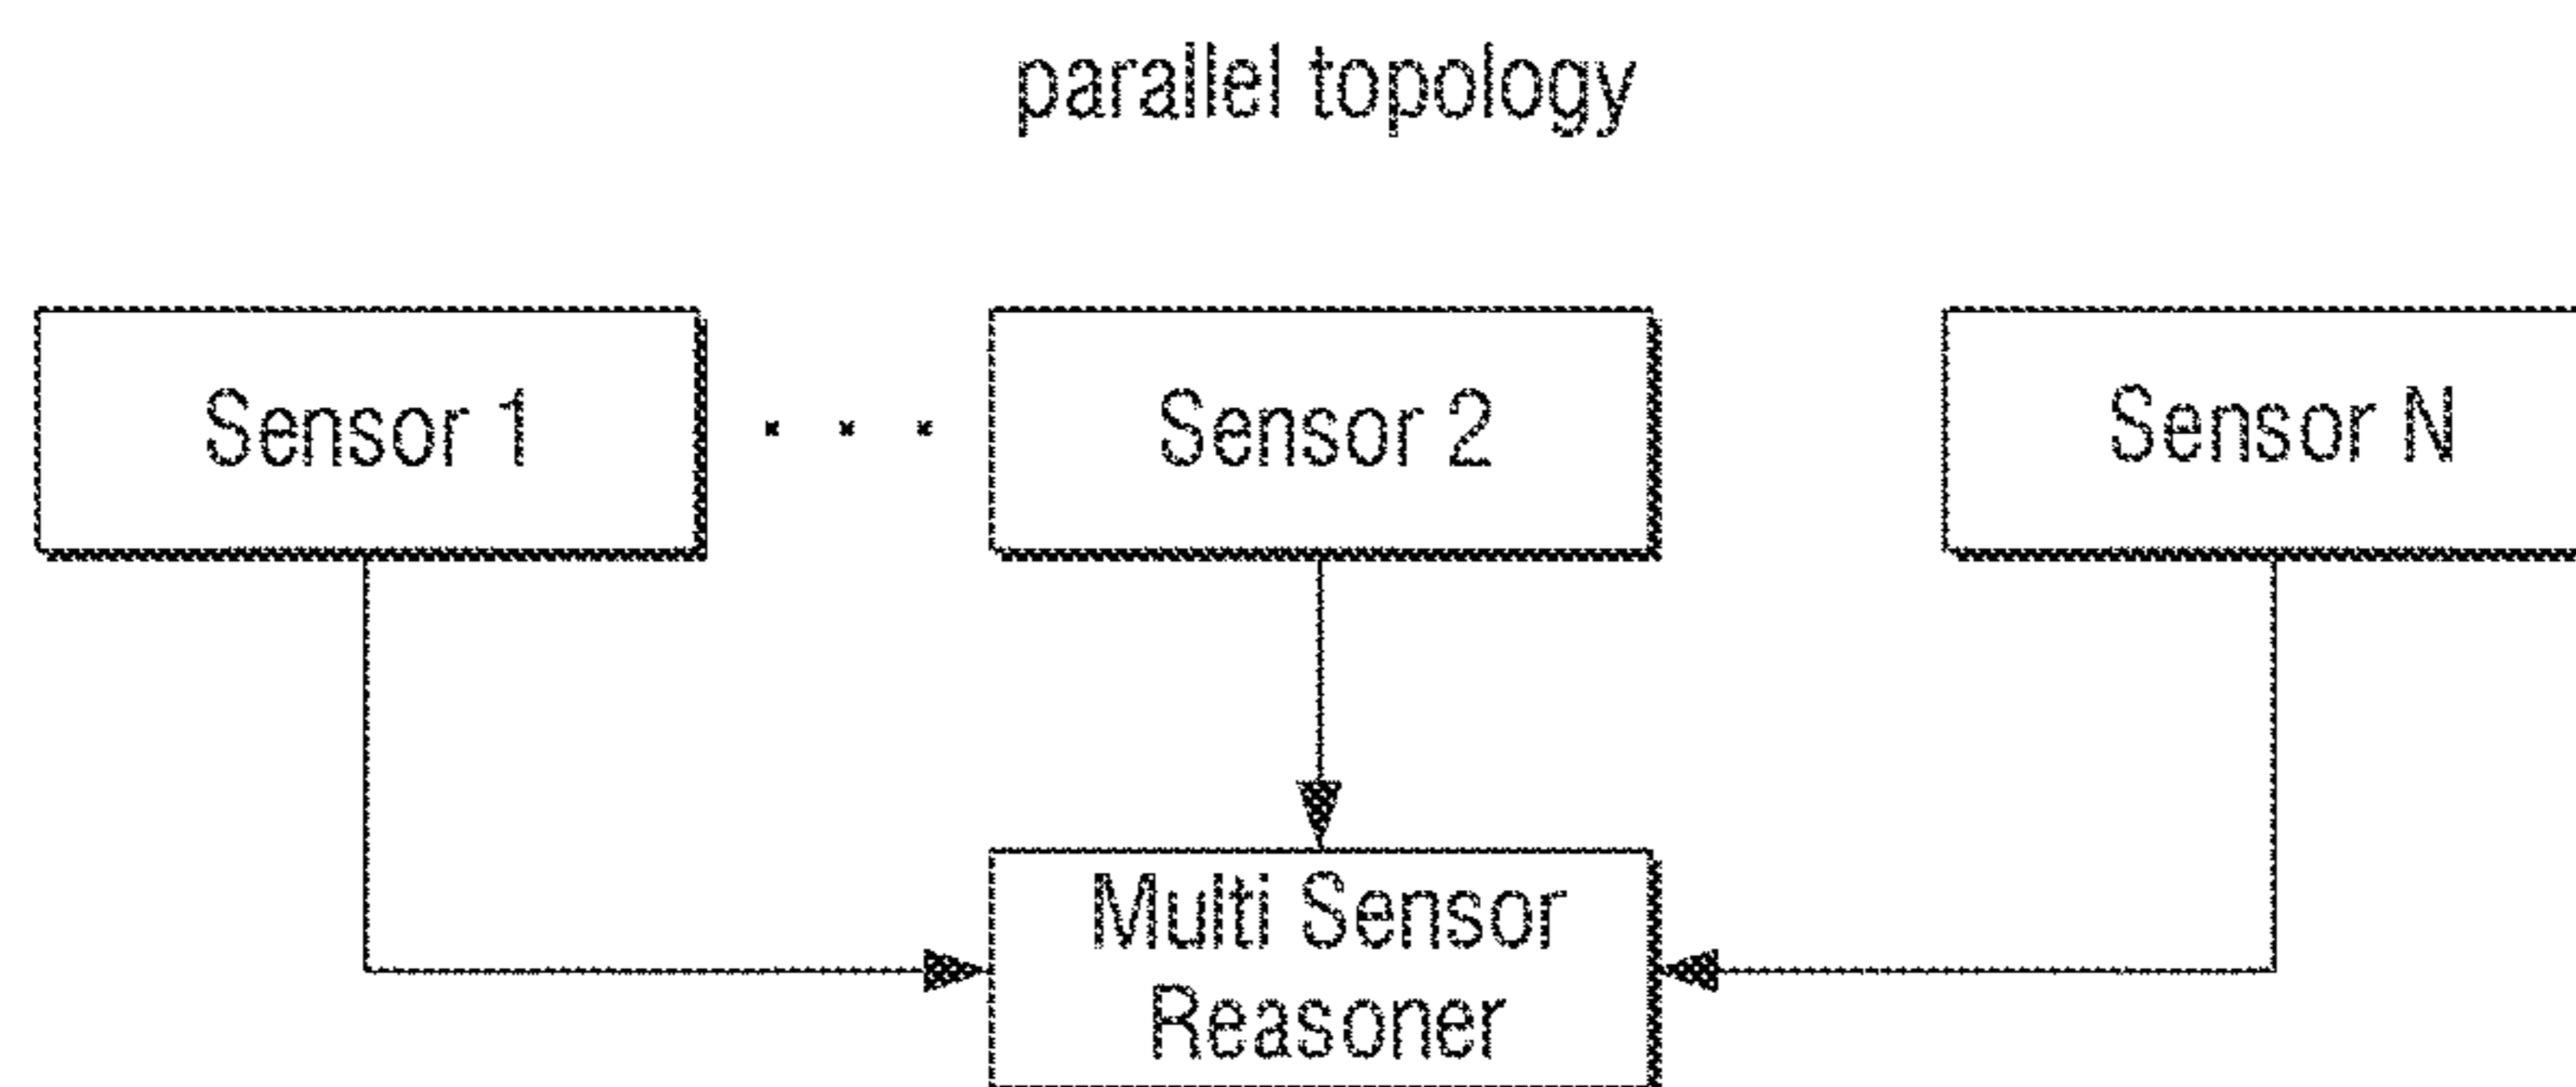 parallel topology
Sensor 1 . . . Sensor 2 Sensor N
Multi Sensor
Reasoner